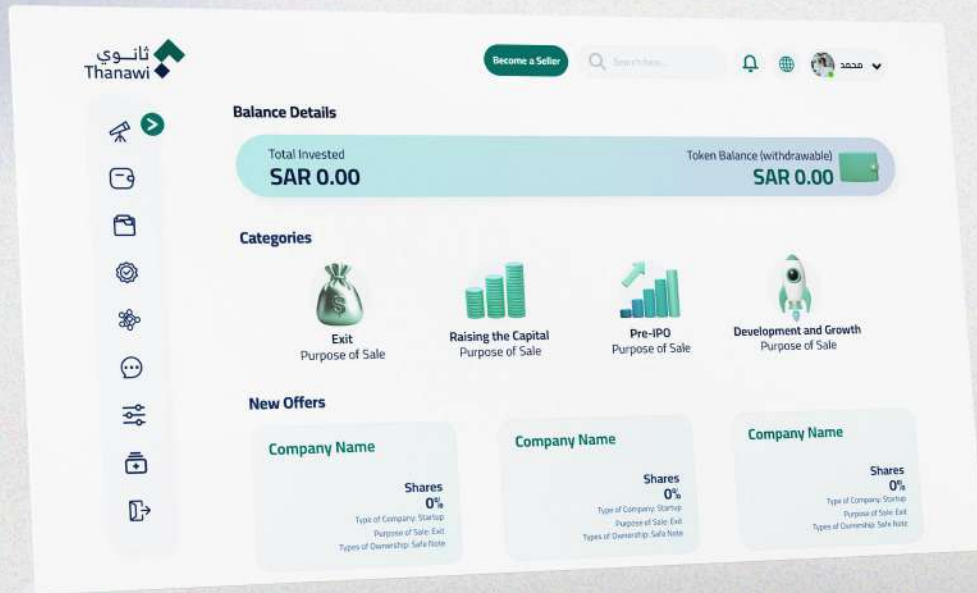 ثانوي
Thanawi
Become a Seller
Search here...
محمد
Balance Details
Total Invested
SAR 0.00
Token Balance (withdrawable)
SAR 0.00
Categories
Exit
Purpose of Sale
Raising the Capital
Purpose of Sale
Pre-IPO
Purpose of Sale
Development and Growth
Purpose of Sale
New Offers
Company Name
Shares
0%
Type of Company: Startup
Purpose of Sale: Exit
Types of Ownership: Safe Note
Company Name
Shares
0%
Type of Company: Startup
Purpose of Sale: Exit
Types of Ownership: Safe Note
Company Name
Shares
0%
Type of Company: Startup
Purpose of Sale: Exit
Types of Ownership: Safe Note